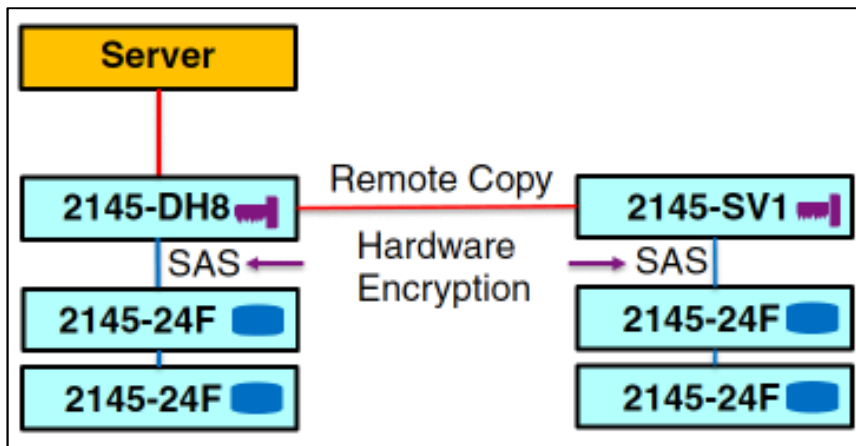 Server
2145-DH8
Remote Copy
2145-SV1
SAS
Hardware
Encryption
SAS
2145-24F
2145-24F
2145-24F
2145-24F